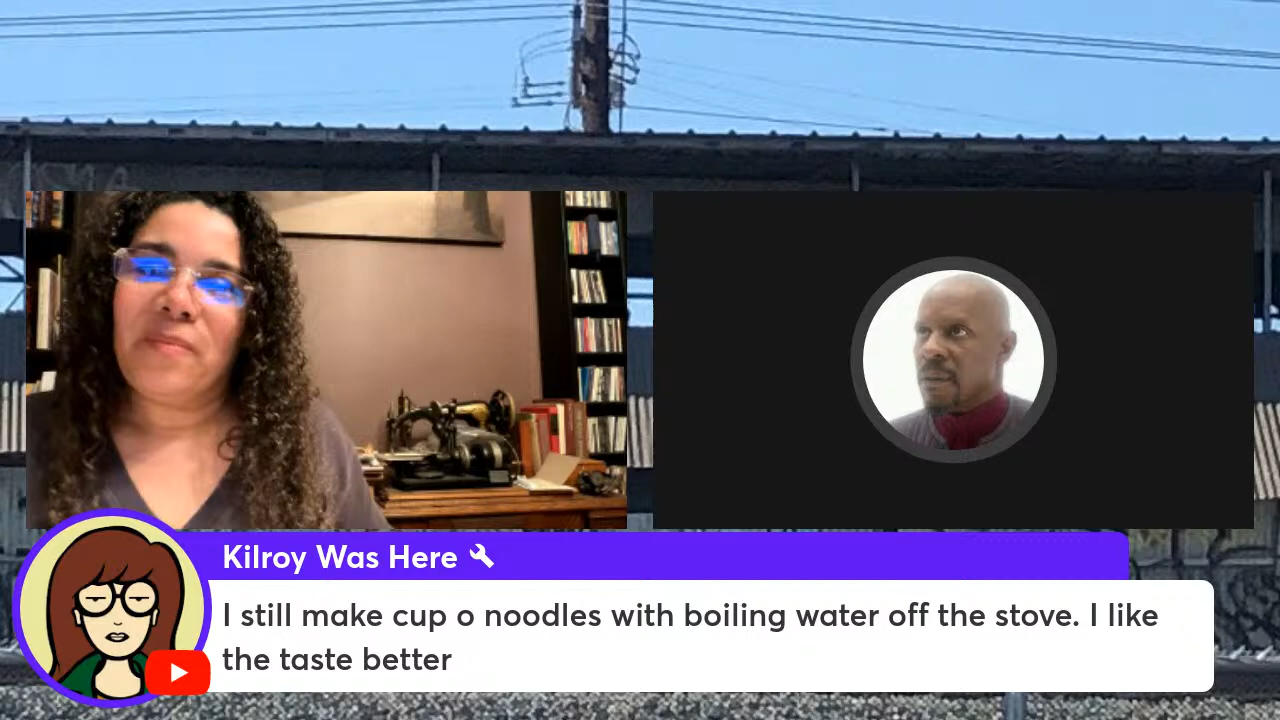 Kilroy Was Here
I still make cup o noodles with boiling water off the stove. I like
the taste better